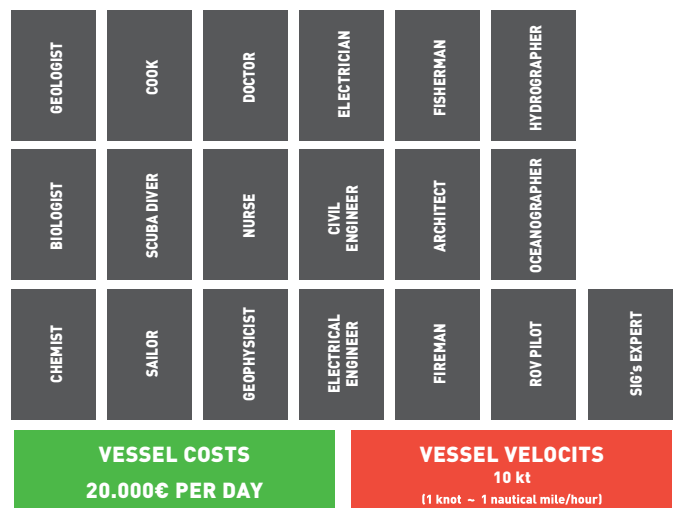 GEOLOGIST
COOK
DOCTOR
ELECTRICIAN
FISHERMAN
HYDROGRAPHER
BIOLOGIST
SCUBA DIVER
NURSE
CIVIL
ENGINEER
ARCHITECT
OCEANOGRAPHER
CHEMIST
SAILOR
GEOPHYSICIST
ELECTRICAL
ENGINEER
FIREMAN
ROV PILOT
SIG's EXPERT
VESSEL COSTS
20.000€ PER DAY
VESSEL VELOCITS
10 kt
(1 knot ~ 1 nautical mile/hour)